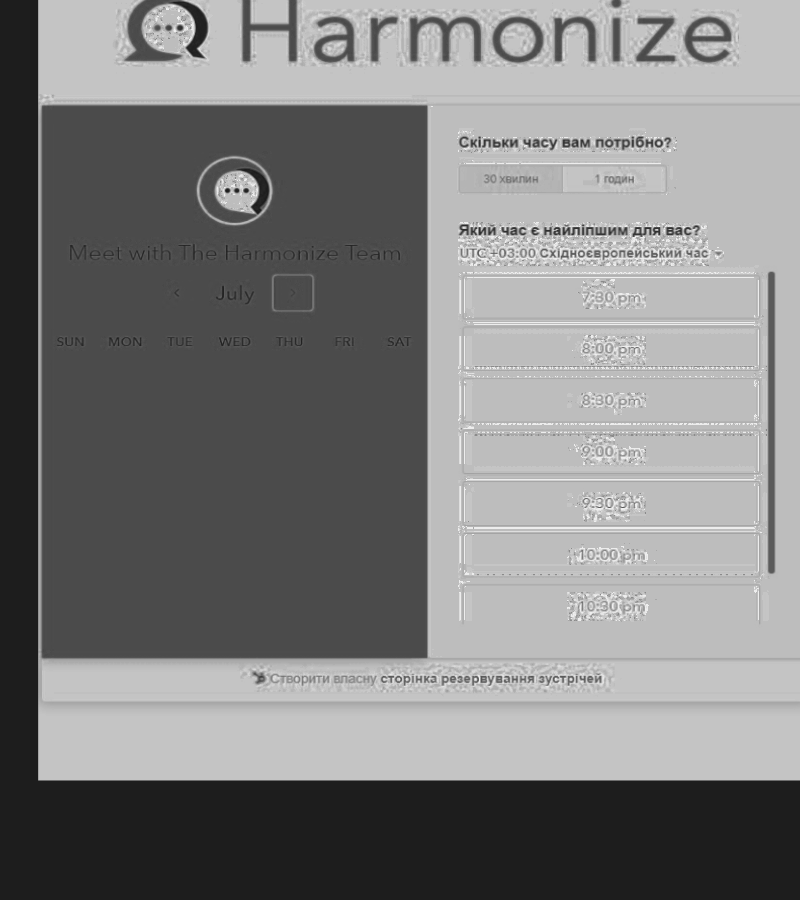 Harmonize
Meet with The Harmonize Team
July
SUN MON TUE WED THU FRI SAT
Скільки часу вам потрібно?
30 хвилин 1 годин
Який час є найліпшим для вас?
UTC +03:00 Східноєвропейський час
7:30 pm
8:00 pm
8:30 pm
9:00 pm
9:30 pm
10:00 pm
10:30 pm
Створити власну сторінка резервування зустрічей